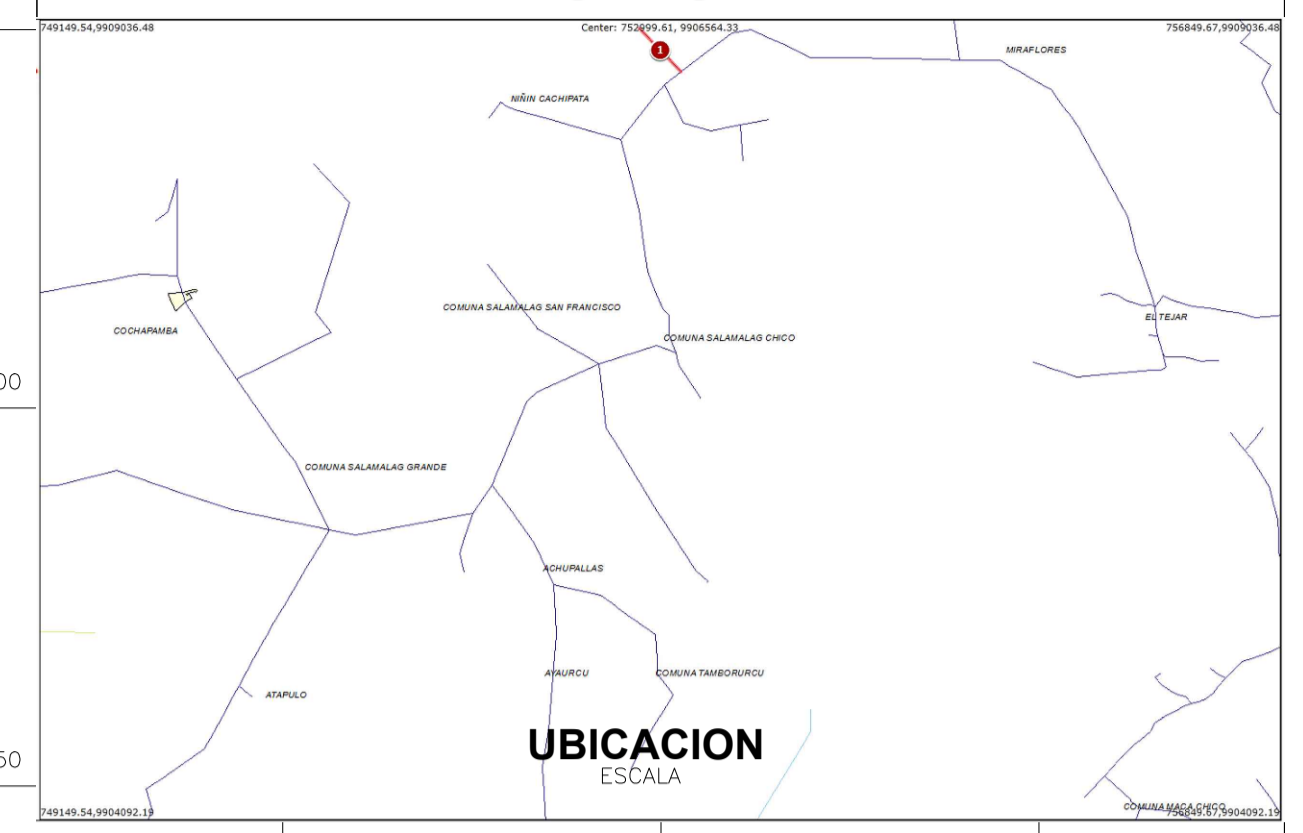 749149.54,9909036.48
Center: 752999.61, 9906564.33
756849.67,9909036.48
1
MIRAFLORES
NIÑIN CACHIPATA
COMUNA SALAMALAG SAN FRANCISCO
EL TEJAR
COCHAPAMBA
COMUNA SALAMALAG CHICO
00
COMUNA SALAMALAG GRANDE
ACHUPALLAS
AYAURCU
COMUNA TAMBORURCU
ATAPULO
UBICACION
50
ESCALA
749149.54,9904092.19
COMUNA MACA CHICO
756849.67,9904092.19